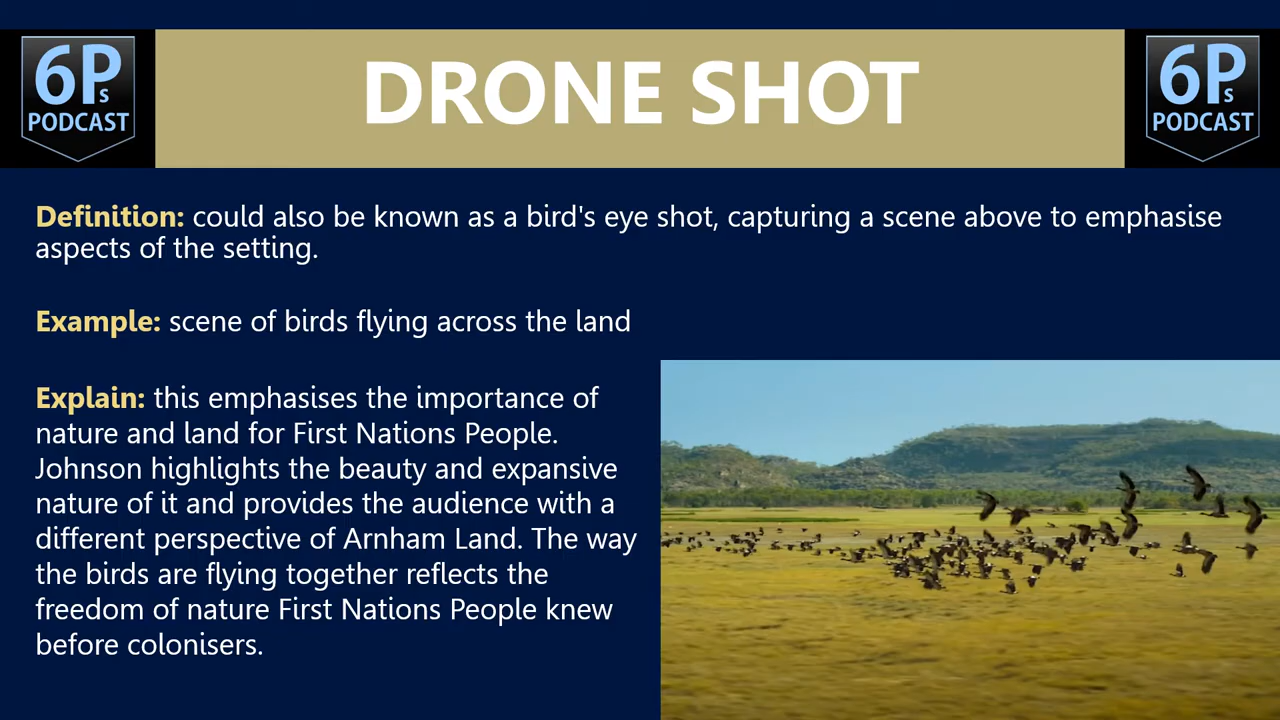 6Ps
PODCAST
DRONE SHOT
6Ps
PODCAST
Definition: could also be known as a bird's eye shot, capturing a scene above to emphasise
aspects of the setting.
Example: scene of birds flying across the land
Explain: this emphasises the importance of
nature and land for First Nations People.
Johnson highlights the beauty and expansive
nature of it and provides the audience with a
different perspective of Arnham Land. The way
the birds are flying together reflects the
freedom of nature First Nations People knew
before colonisers.